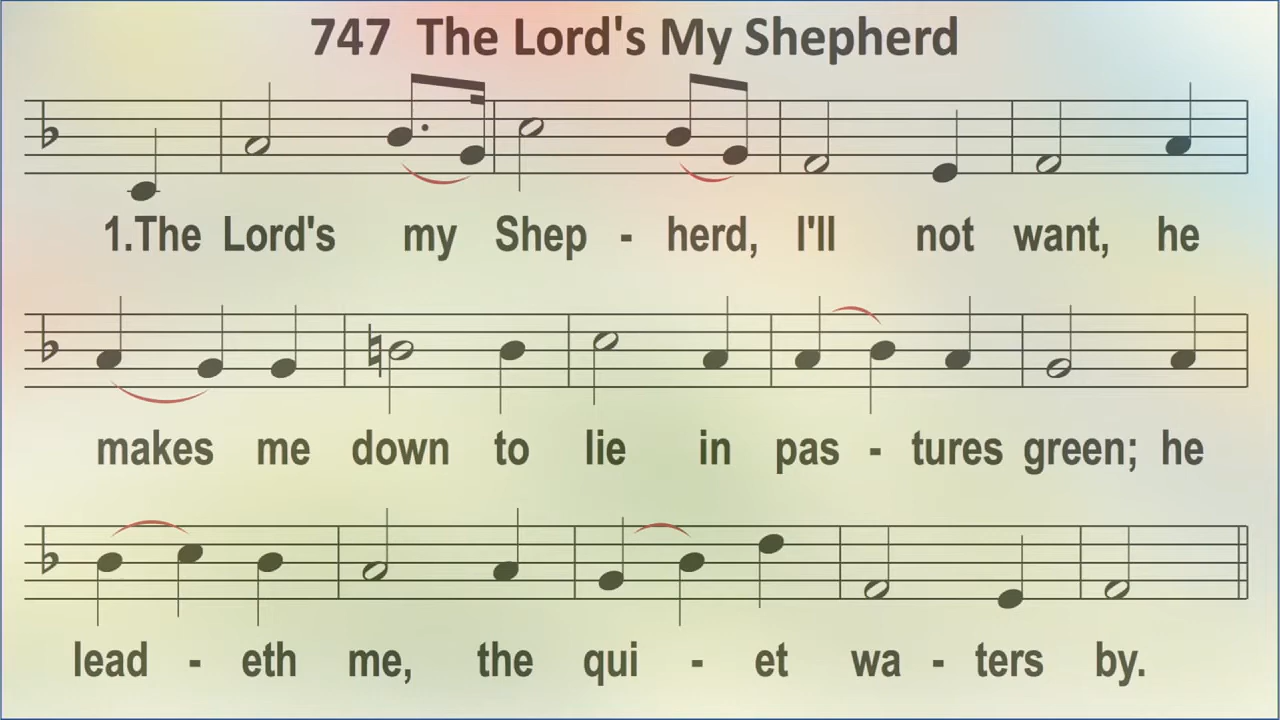 747 The Lord's My Shepherd
1.The Lord's my Shep - herd, I'll not want, he
makes me down to lie in pas - tures green; he
lead - eth me, the qui - et wa - ters by.